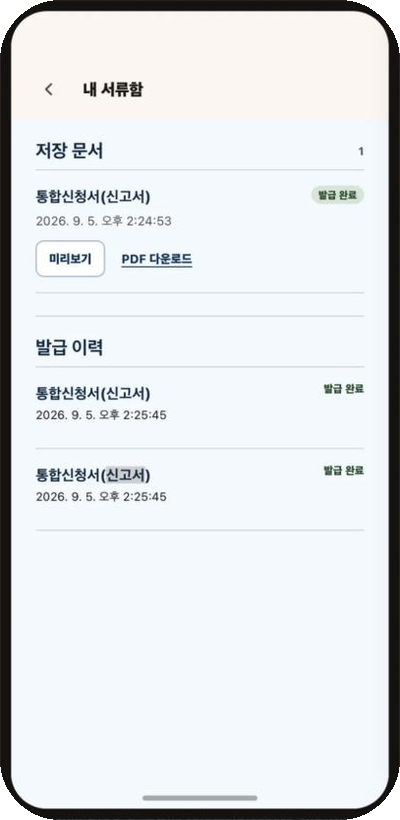 내 서류함
저장 문서 1
통합신청서(신고서) 발급 완료
2026. 9. 5. 오후 2:24:53
미리보기 PDF 다운로드
발급 이력
통합신청서(신고서) 발급 완료
2026. 9. 5. 오후 2:25:45
통합신청서(신고서) 발급 완료
2026. 9. 5. 오후 2:25:45